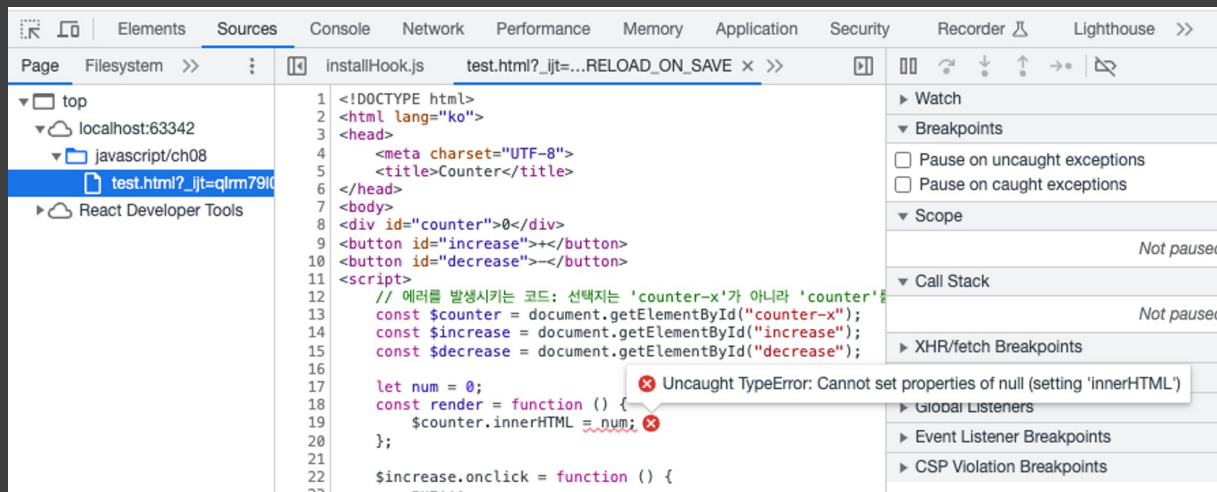 Elements Sources Console Network Performance Memory Application Security Recorder Lighthouse >>
Page Filesystem >> installHook.js test.html?_ijt=...RELOAD_ON_SAVE × >>
top
localhost:63342
javascript/ch08
test.html?_ijt=qlrm79l
React Developer Tools
1 <!DOCTYPE html>
2 <html lang="ko">
3 <head>
4 <meta charset="UTF-8">
5 <title>Counter</title>
6 </head>
7 <body>
8 <div id="counter">0</div>
9 <button id="increase">+</button>
10 <button id="decrease">-</button>
11 <script>
12 // 에러를 발생시키는 코드: 선택지는 'counter-x'가 아니라 'counter'를
13 const $counter = document.getElementById("counter-x");
14 const $increase = document.getElementById("increase");
15 const $decrease = document.getElementById("decrease");
16
17 let num = 0;
18 const render = function () {
19 $counter.innerHTML = num;
20 };
21
22 $increase.onclick = function () {
Uncaught TypeError: Cannot set properties of null (setting 'innerHTML')
Watch
Breakpoints
Pause on uncaught exceptions
Pause on caught exceptions
Scope
Not paused
Call Stack
Not paused
XHR/fetch Breakpoints
Global Listeners
Event Listener Breakpoints
CSP Violation Breakpoints